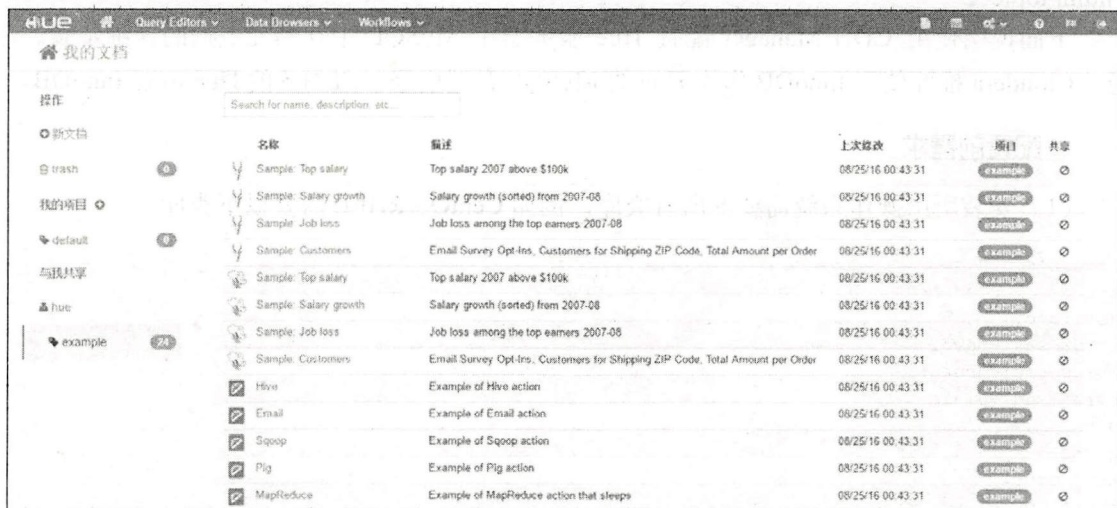 HUE Query Editors Data Browsers Workflows
我的文档
操作
Search for name, description, etc...
新文档
trash 0
我的项目
default 0
与我共享
hue
example 24
名称 描述 上次修改 项目 共享
Sample: Top salary Top salary 2007 above $100k 08/25/16 00:43:31 example
Sample: Salary growth Salary growth (sorted) from 2007-08 08/25/16 00:43:31 example
Sample: Job loss Job loss among the top earners 2007-08 08/25/16 00:43:31 example
Sample: Customers Email Survey Opt-Ins, Customers for Shipping ZIP Code, Total Amount per Order 08/25/16 00:43:31 example
Sample: Top salary Top salary 2007 above $100k 08/25/16 00:43:31 example
Sample: Salary growth Salary growth (sorted) from 2007-08 08/25/16 00:43:31 example
Sample: Job loss Job loss among the top earners 2007-08 08/25/16 00:43:31 example
Sample: Customers Email Survey Opt-Ins, Customers for Shipping ZIP Code, Total Amount per Order 08/25/16 00:43:31 example
Hive Example of Hive action 08/25/16 00:43:31 example
Email Example of Email action 08/25/16 00:43:31 example
Sqoop Example of Sqoop action 08/25/16 00:43:31 example
Pig Example of Pig action 08/25/16 00:43:31 example
MapReduce Example of MapReduce action that sleeps 08/25/16 00:43:31 example